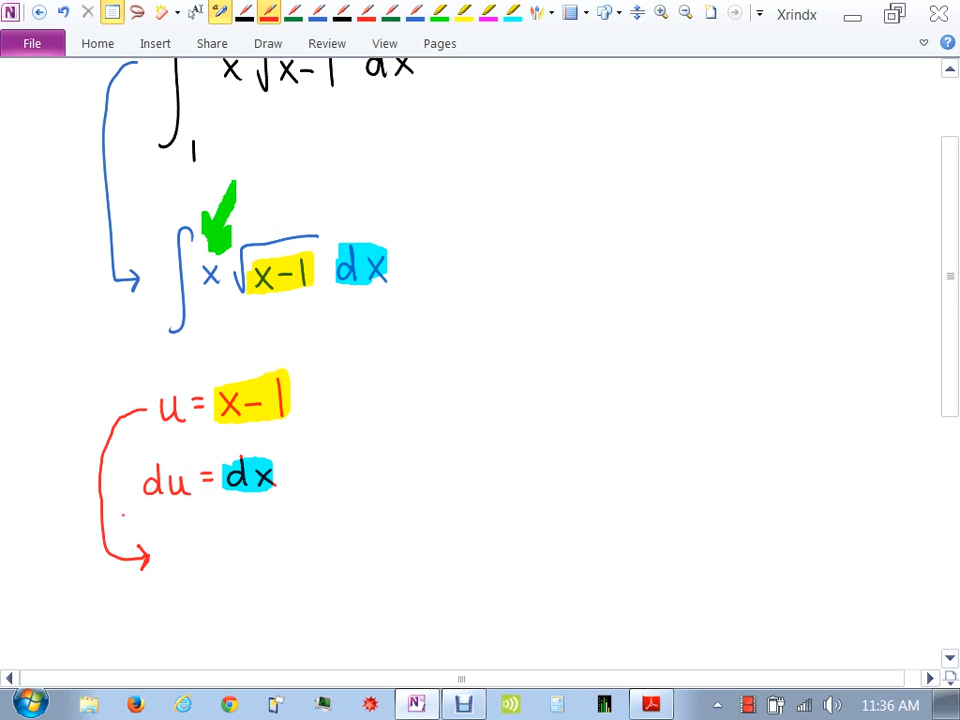 Xrindx
File Home Insert Share Draw Review View Pages
∫ x √x-1 dx
1
∫ x √x-1 dx
u = x-1
du = dx
11:36 AM